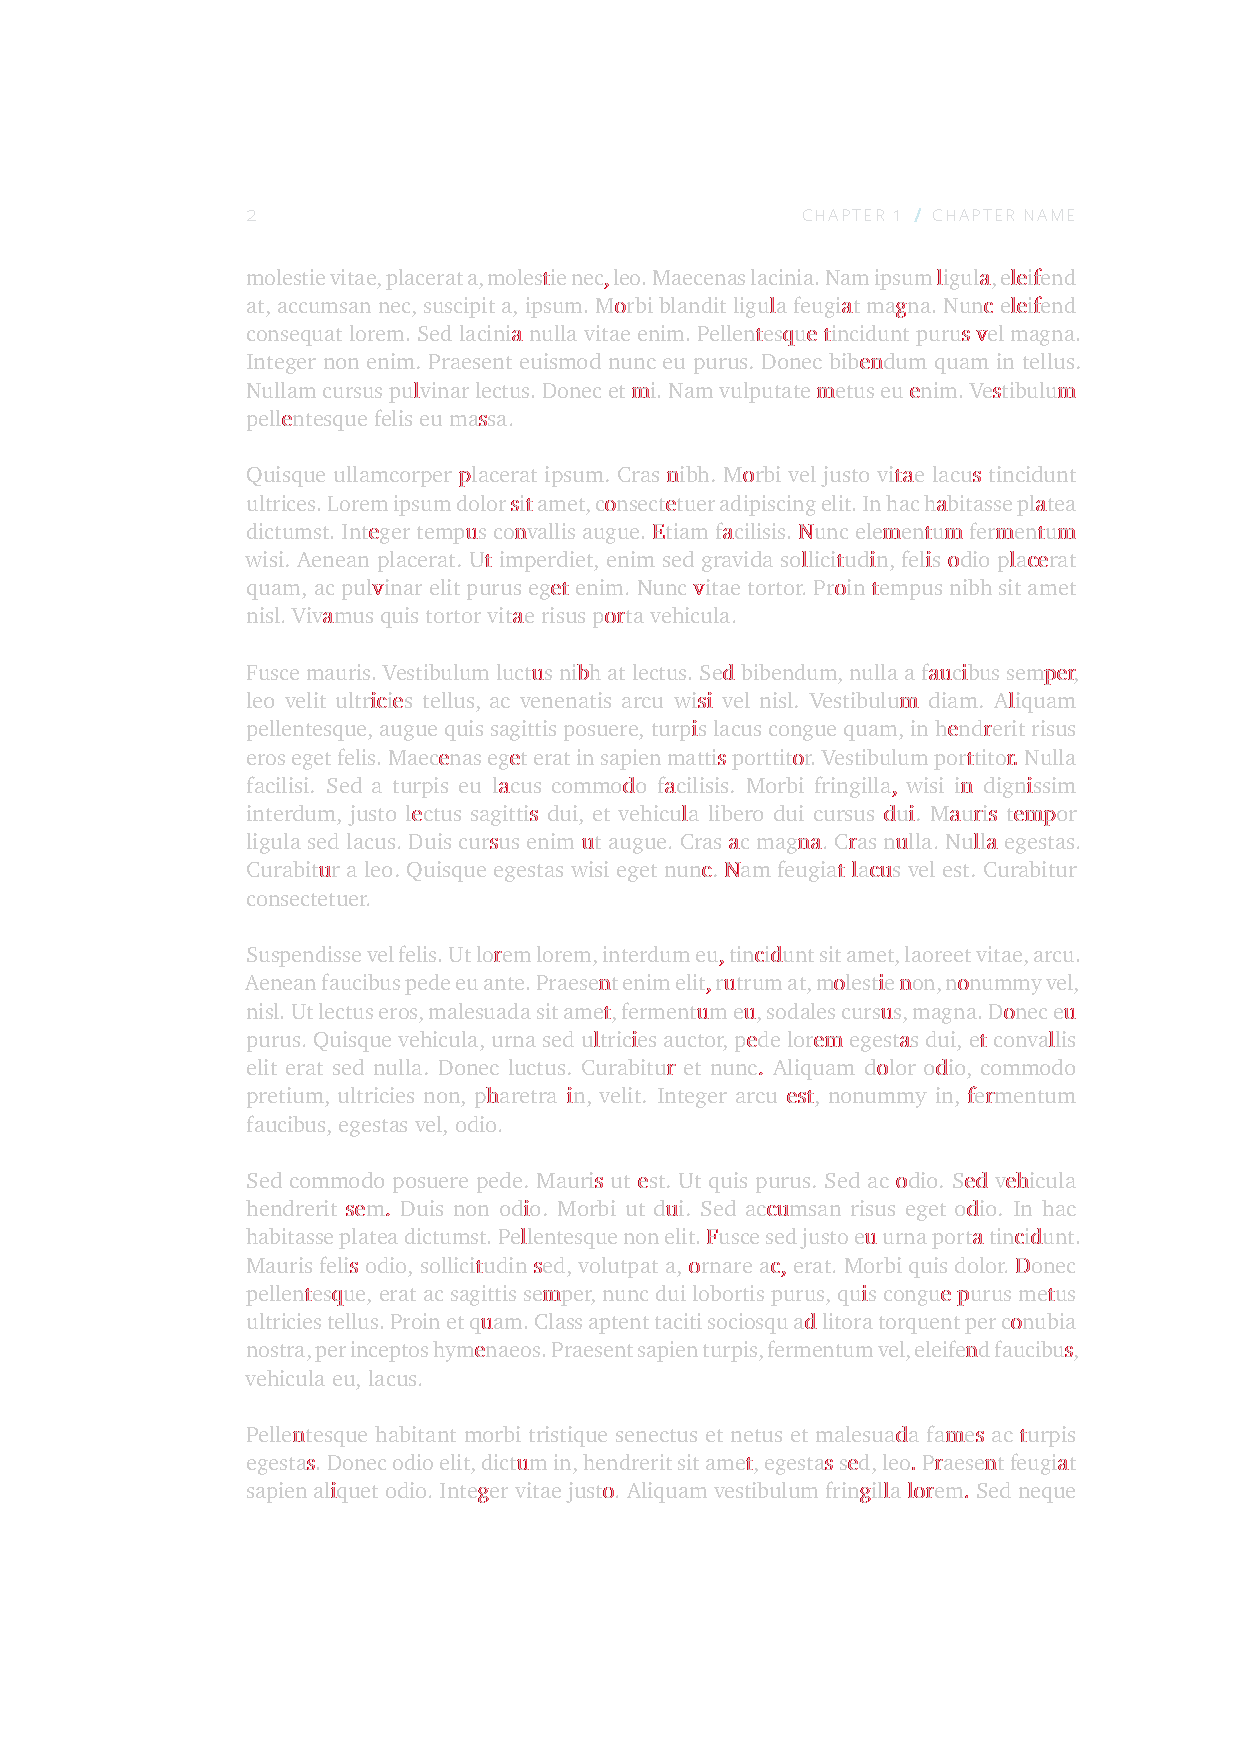 2 CHAPTER 1 / CHAPTER NAME
molestie vitae, placerat a, molestie nec, leo. Maecenas lacinia. Nam ipsum ligula, eleifend
at, accumsan nec, suscipit a, ipsum. Morbi blandit ligula feugiat magna. Nunc eleifend
consequat lorem. Sed lacinia nulla vitae enim. Pellentesque tincidunt purus vel magna.
Integer non enim. Praesent euismod nunc eu purus. Donec bibendum quam in tellus.
Nullam cursus pulvinar lectus. Donec et mi. Nam vulputate metus eu enim. Vestibulum
pellentesque felis eu massa.
Quisque ullamcorper placerat ipsum. Cras nibh. Morbi vel justo vitae lacus tincidunt
ultrices. Lorem ipsum dolor sit amet, consectetuer adipiscing elit. In hac habitasse platea
dictumst. Integer tempus convallis augue. Etiam facilisis. Nunc elementum fermentum
wisi. Aenean placerat. Ut imperdiet, enim sed gravida sollicitudin, felis odio placerat
quam, ac pulvinar elit purus eget enim. Nunc vitae tortor. Proin tempus nibh sit amet
nisl. Vivamus quis tortor vitae risus porta vehicula.
Fusce mauris. Vestibulum luctus nibh at lectus. Sed bibendum, nulla a faucibus semper,
leo velit ultricies tellus, ac venenatis arcu wisi vel nisl. Vestibulum diam. Aliquam
pellentesque, augue quis sagittis posuere, turpis lacus congue quam, in hendrerit risus
eros eget felis. Maecenas eget erat in sapien mattis porttitor. Vestibulum porttitor. Nulla
facilisi. Sed a turpis eu lacus commodo facilisis. Morbi fringilla, wisi in dignissim
interdum, justo lectus sagittis dui, et vehicula libero dui cursus dui. Mauris tempor
ligula sed lacus. Duis cursus enim ut augue. Cras ac magna. Cras nulla. Nulla egestas.
Curabitur a leo. Quisque egestas wisi eget nunc. Nam feugiat lacus vel est. Curabitur
consectetuer.
Suspendisse vel felis. Ut lorem lorem, interdum eu, tincidunt sit amet, laoreet vitae, arcu.
Aenean faucibus pede eu ante. Praesent enim elit, rutrum at, molestie non, nonummy vel,
nisl. Ut lectus eros, malesuada sit amet, fermentum eu, sodales cursus, magna. Donec eu
purus. Quisque vehicula, urna sed ultricies auctor, pede lorem egestas dui, et convallis
elit erat sed nulla. Donec luctus. Curabitur et nunc. Aliquam dolor odio, commodo
pretium, ultricies non, pharetra in, velit. Integer arcu est, nonummy in, fermentum
faucibus, egestas vel, odio.
Sed commodo posuere pede. Mauris ut est. Ut quis purus. Sed ac odio. Sed vehicula
hendrerit sem. Duis non odio. Morbi ut dui. Sed accumsan risus eget odio. In hac
habitasse platea dictumst. Pellentesque non elit. Fusce sed justo eu urna porta tincidunt.
Mauris felis odio, sollicitudin sed, volutpat a, ornare ac, erat. Morbi quis dolor. Donec
pellentesque, erat ac sagittis semper, nunc dui lobortis purus, quis congue purus metus
ultricies tellus. Proin et quam. Class aptent taciti sociosqu ad litora torquent per conubia
nostra, per inceptos hymenaeos. Praesent sapien turpis, fermentum vel, eleifend faucibus,
vehicula eu, lacus.
Pellentesque habitant morbi tristique senectus et netus et malesuada fames ac turpis
egestas. Donec odio elit, dictum in, hendrerit sit amet, egestas sed, leo. Praesent feugiat
sapien aliquet odio. Integer vitae justo. Aliquam vestibulum fringilla lorem. Sed neque